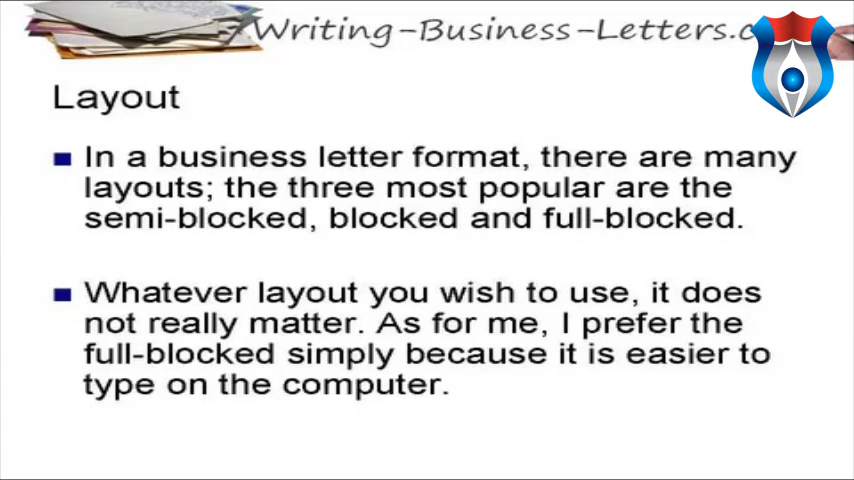 Writing-Business-Letters.c
Layout
In a business letter format, there are many
layouts; the three most popular are the
semi-blocked, blocked and full-blocked.
Whatever layout you wish to use, it does
not really matter. As for me, I prefer the
full-blocked simply because it is easier to
type on the computer.